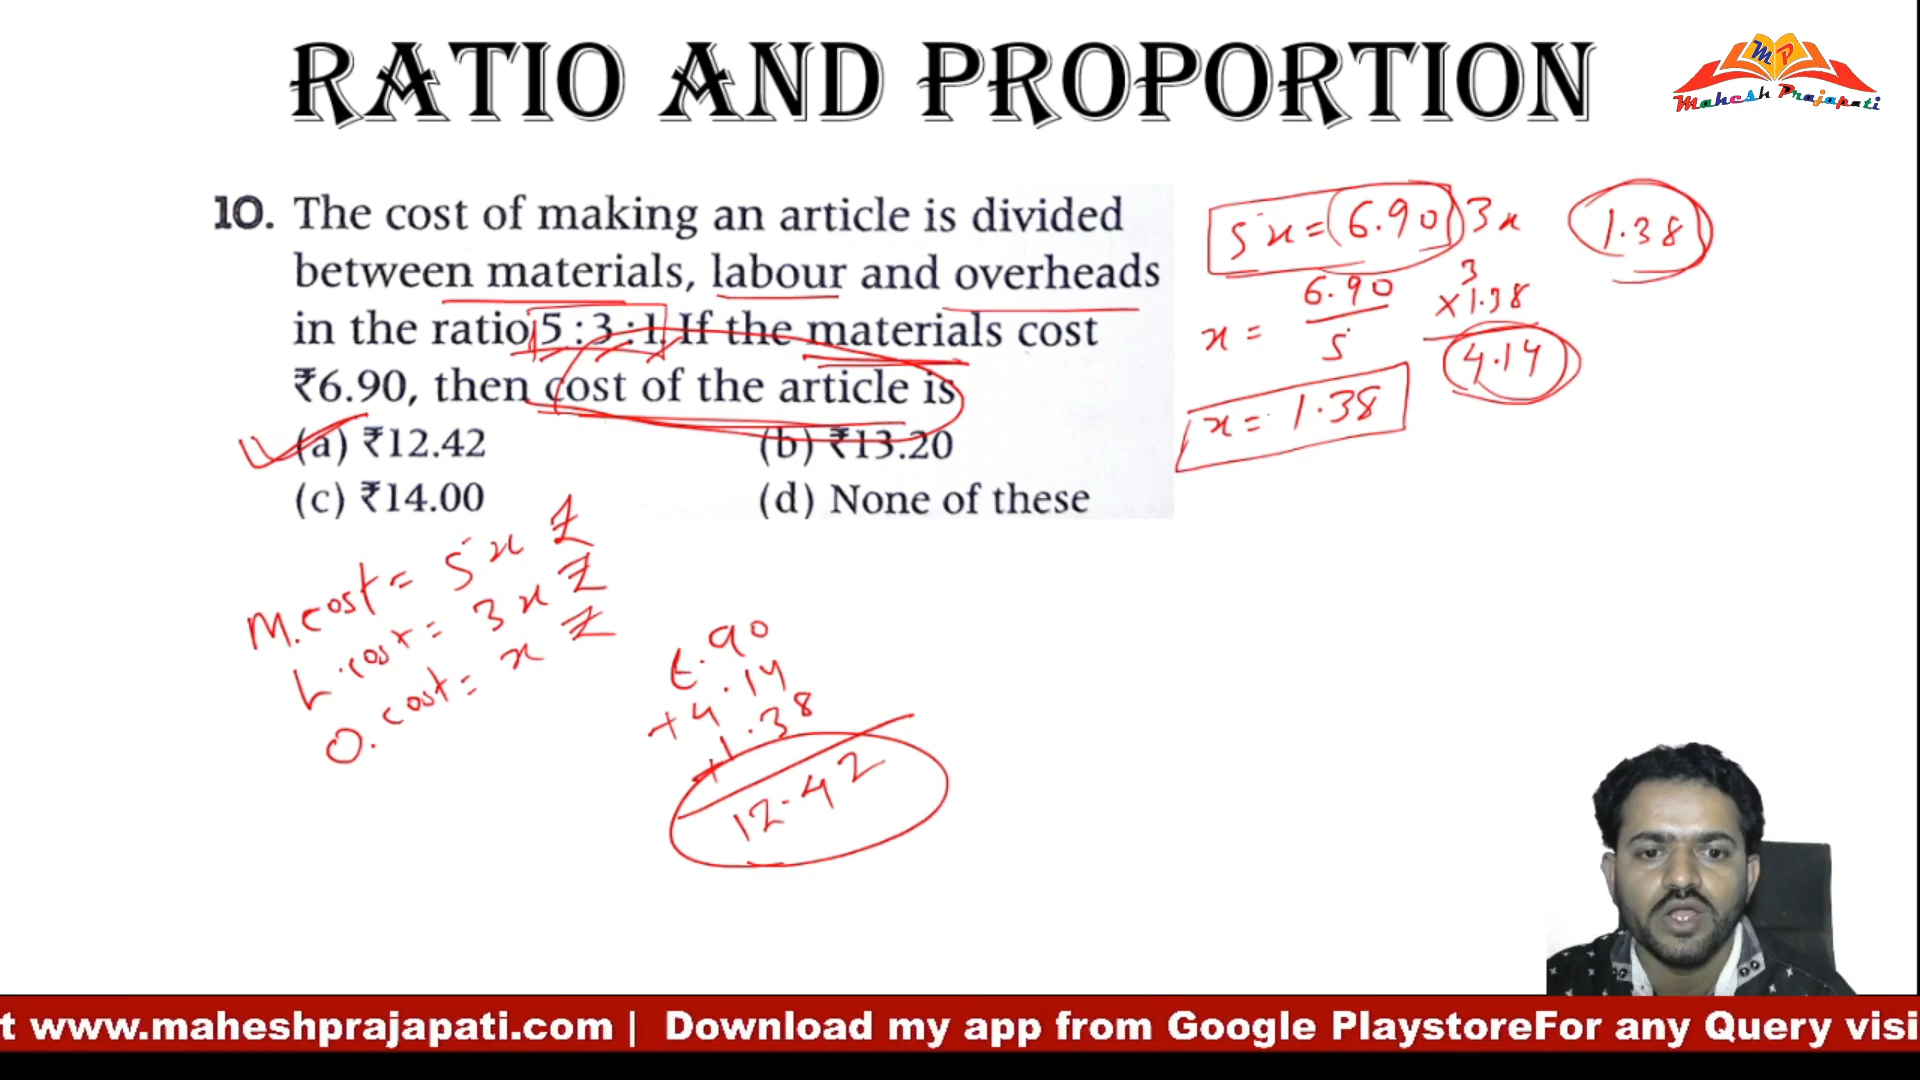 RATIO AND PROPORTION
MP
Mahesh Prajapati
10. The cost of making an article is divided
between materials, labour and overheads
in the ratio 5 : 3 : 1. If the materials cost
₹6.90, then cost of the article is
(a) ₹12.42 (b) ₹13.20
(c) ₹14.00 (d) None of these
5x = 6.90
x = 6.90
5
x = 1.38
3x
3
×1.38
4.14
1.38
M.cost = 5x ₹
L.cost = 3x ₹
O.cost = x ₹
6.90
+4.14
+1.38
12.42
t www.maheshprajapati.com | Download my app from Google PlaystoreFor any Query visi